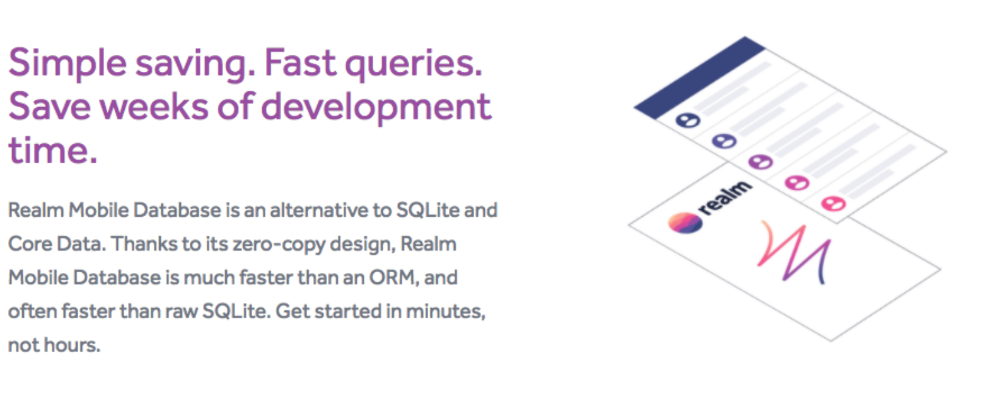 Simple saving. Fast queries.
Save weeks of development
time.
Realm Mobile Database is an alternative to SQLite and
Core Data. Thanks to its zero-copy design, Realm
Mobile Database is much faster than an ORM, and
often faster than raw SQLite. Get started in minutes,
not hours.
realm